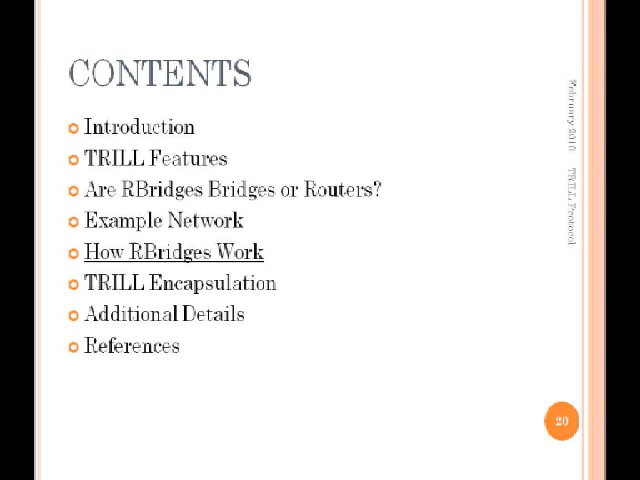 CONTENTS
Introduction
TRILL Features
Are RBridges Bridges or Routers?
Example Network
How RBridges Work
TRILL Encapsulation
Additional Details
References
February 2010 TRILL Protocol
20